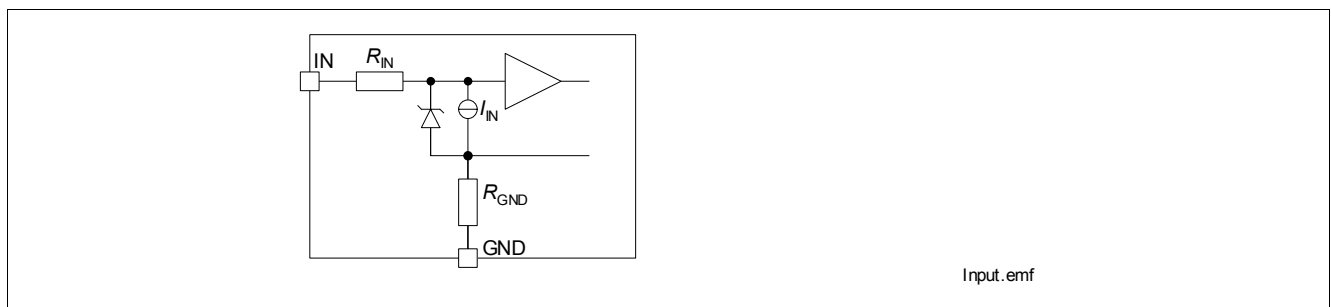 IN
RIN
IIN
RGND
GND
Input.emf